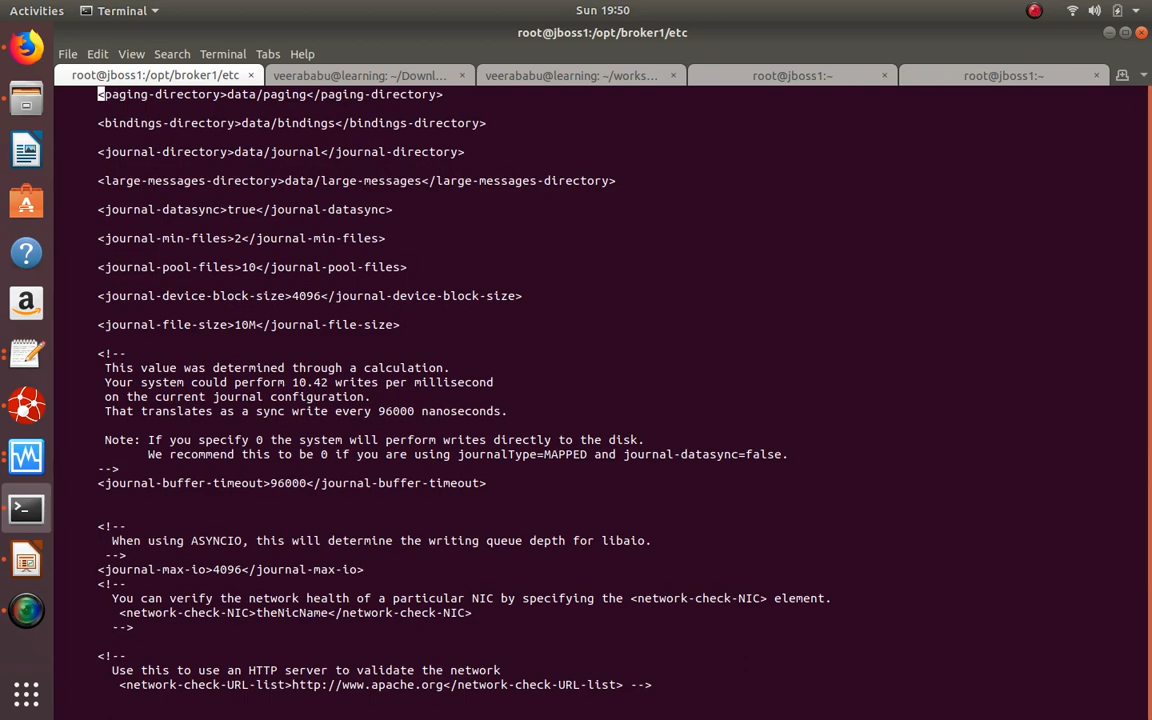 Activities
Terminal
Sun 19:50
root@jboss1:/opt/broker1/etc
File Edit View Search Terminal Tabs Help
root@jboss1:/opt/broker1/etc × veerababu@learning: ~/Downl... × veerababu@learning: ~/works... × root@jboss1:~ × root@jboss1:~ ×
<paging-directory>data/paging</paging-directory>
<bindings-directory>data/bindings</bindings-directory>
<journal-directory>data/journal</journal-directory>
<large-messages-directory>data/large-messages</large-messages-directory>
<journal-datasync>true</journal-datasync>
<journal-min-files>2</journal-min-files>
<journal-pool-files>10</journal-pool-files>
<journal-device-block-size>4096</journal-device-block-size>
<journal-file-size>10M</journal-file-size>
<!--
This value was determined through a calculation.
Your system could perform 10.42 writes per millisecond
on the current journal configuration.
That translates as a sync write every 96000 nanoseconds.
Note: If you specify 0 the system will perform writes directly to the disk.
We recommend this to be 0 if you are using journalType=MAPPED and journal-datasync=false.
-->
<journal-buffer-timeout>96000</journal-buffer-timeout>
<!--
When using ASYNCIO, this will determine the writing queue depth for libaio.
-->
<journal-max-io>4096</journal-max-io>
<!--
You can verify the network health of a particular NIC by specifying the <network-check-NIC> element.
<network-check-NIC>theNicName</network-check-NIC>
-->
<!--
Use this to use an HTTP server to validate the network
<network-check-URL-list>http://www.apache.org</network-check-URL-list> -->